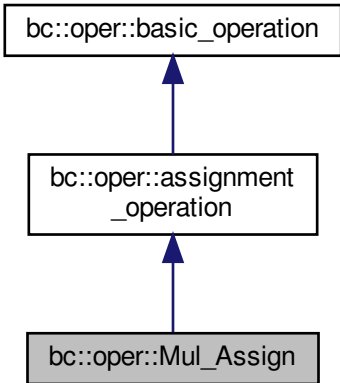 bc::oper::basic_operation
bc::oper::assignment
_operation
bc::oper::Mul_Assign